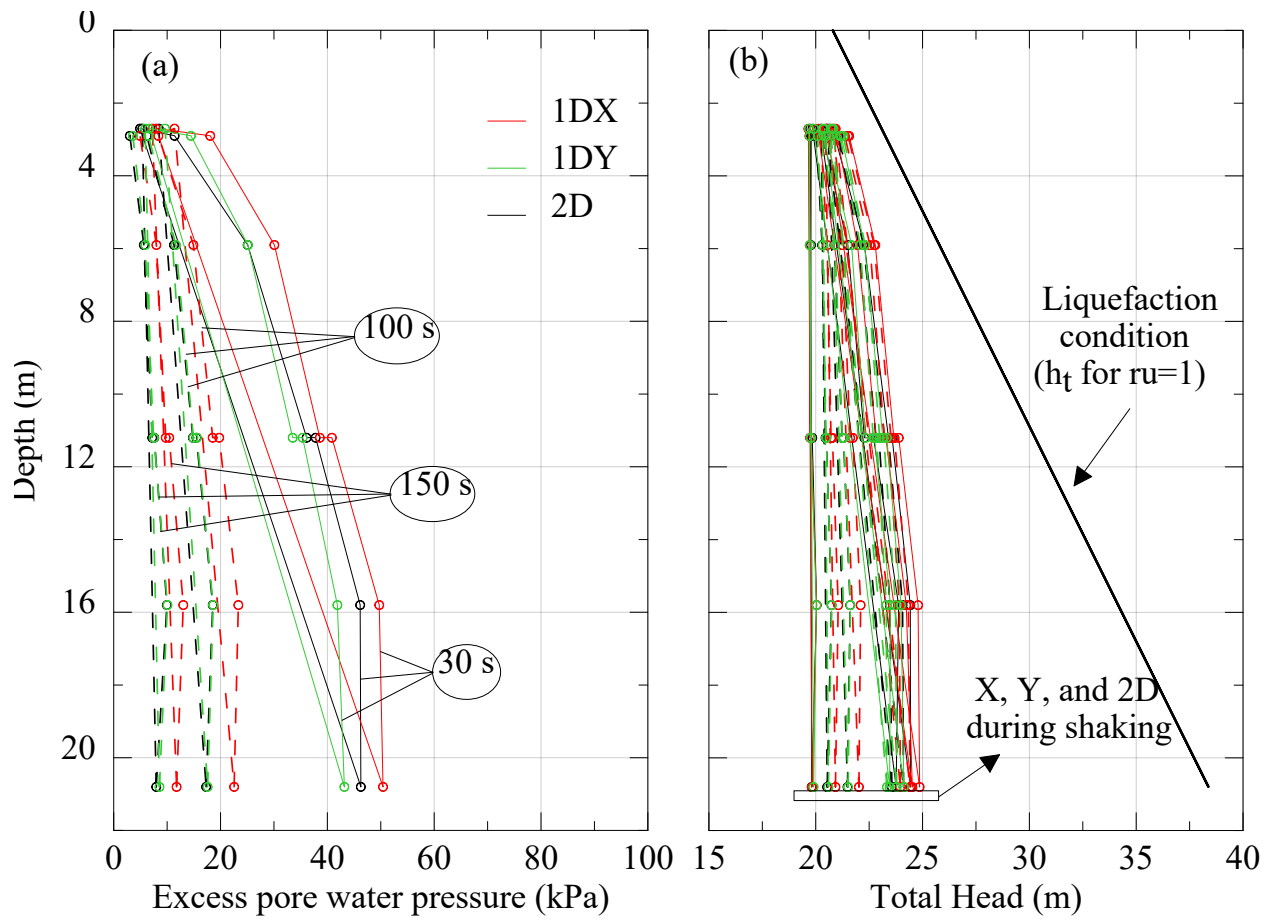 (a)
1DX
1DY
2D
100 s
150 s
30 s
0
4
8
12
16
20
Depth (m)
0
20
40
60
80
100
Excess pore water pressure (kPa)
(b)
Liquefaction
condition
(ht for ru=1)
X, Y, and 2D
during shaking
15
20
25
30
35
40
Total Head (m)